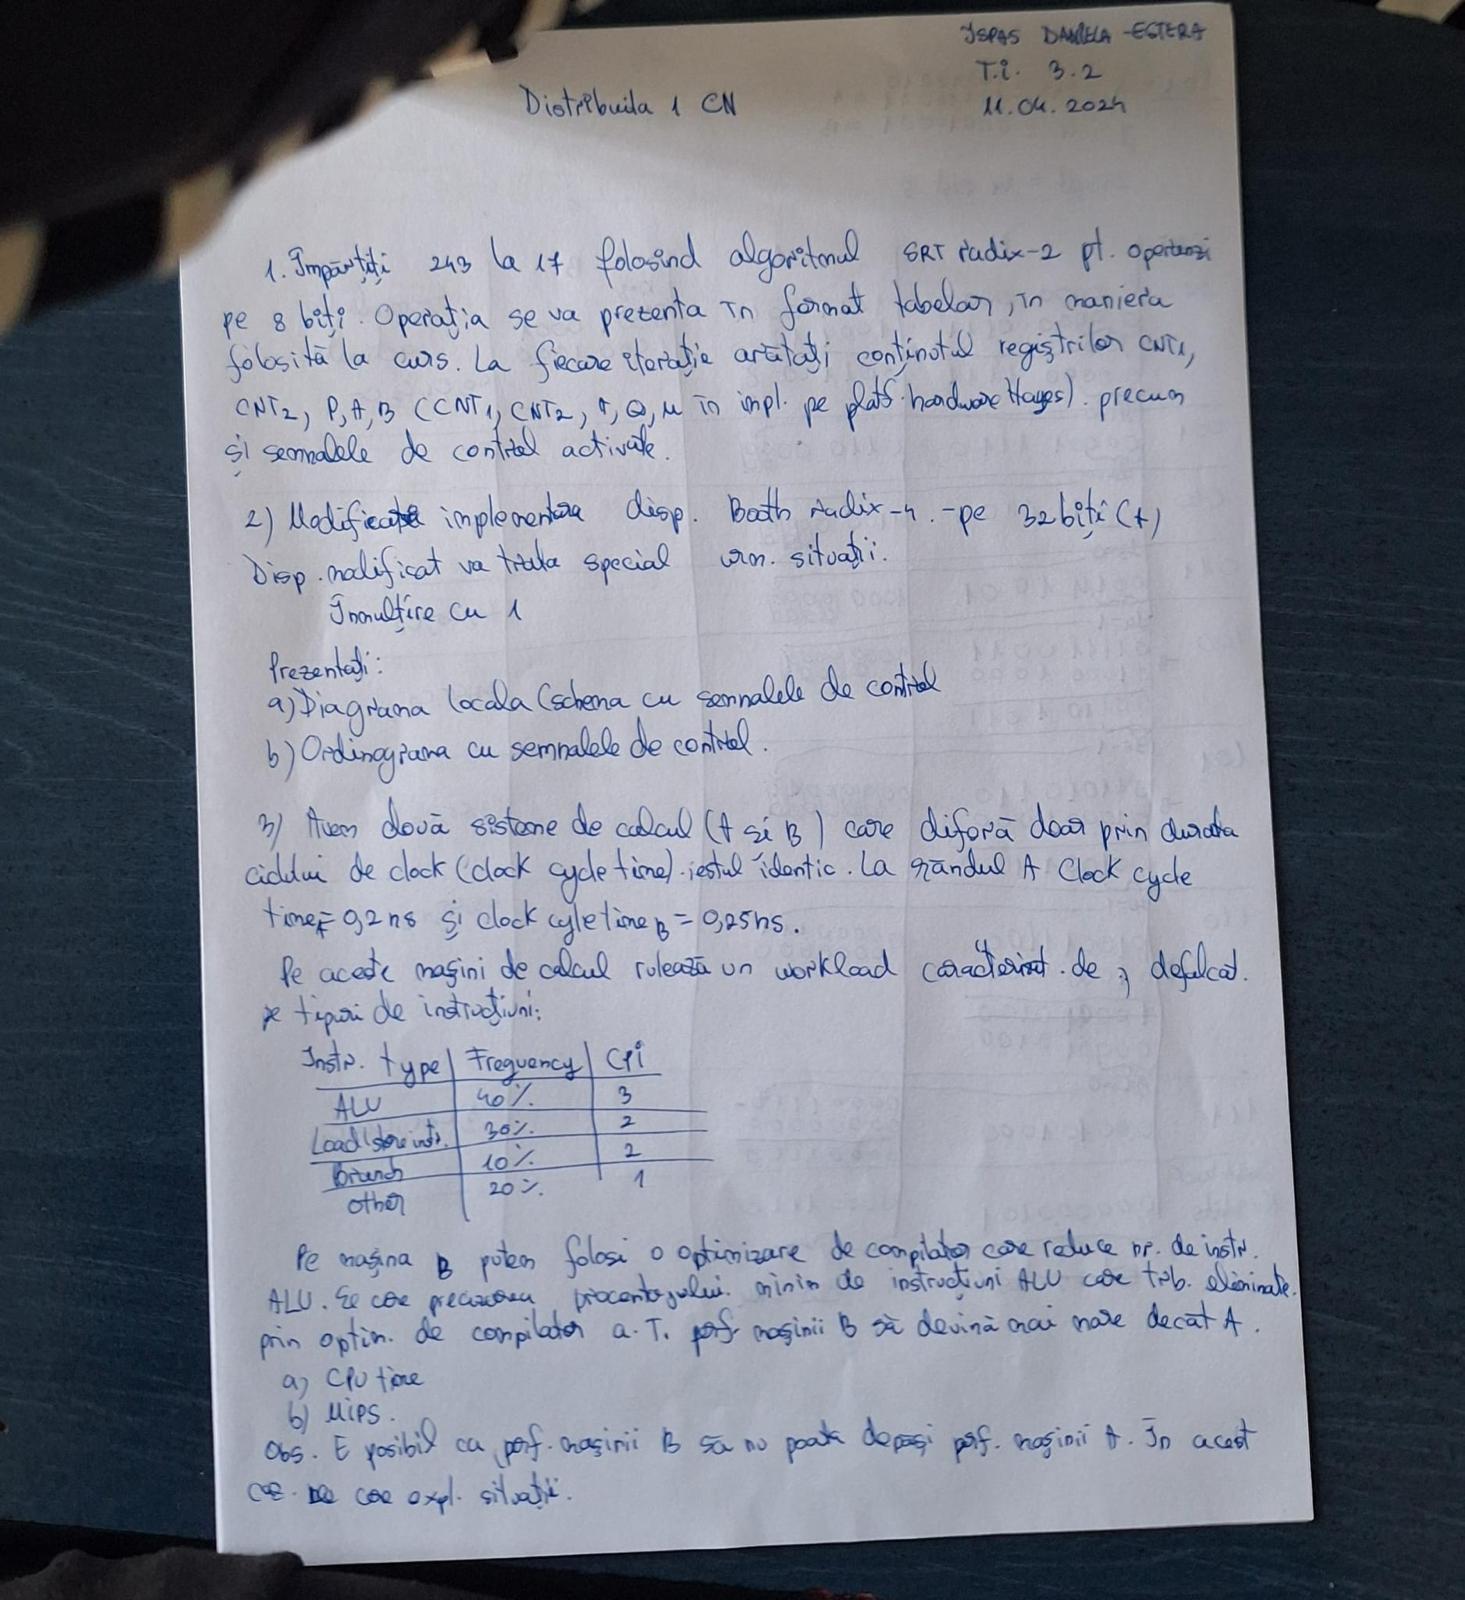 ISPAS DANIELA-ESTERA
T.i. 3.2
11.04.2024
Distribuila 1 CN
1. Împărțiți 243 la 17 folosind algoritmul SRT radix-2 pt. operanzi
pe 8 biți. Operația se va prezenta în format tabelar, în maniera
folosită la curs. La fiecare iterație arătați conținutul regiștrilor CNT1,
CNT2, P, A, B (CNT1, CNT2, A, Q, M în impl. pe platf. hardware Hayes). precum
și semnalele de control activate.
2) Modificați implementarea disp. Booth radix-4. -pe 32 biți (+)
Disp. modificat va trata special urm. situații.
Înmulțire cu 1
Prezentați:
a) Diagrama locala (schema cu semnalele de control
b) Ordinograma cu semnalele de control.
3) Avem două sisteme de calcul (A și B) care diferă doar prin durata
ciclului de clock (clock cycle time). restul identic. La rândul A Clock cycle
time = 0,2 ns și clock cyle time B = 0,25 ns.
Pe aceste mașini de calcul rulează un workload caracterizat. de defalcat.
pe tipuri de instrucțiuni:
Instr. type | Frequency | CPi
ALU 40% 3
Load/store instr. 30% 2
Branch 10% 2
other 20% 1
Pe mașina B putem folosi o optimizare de compilator care reduce nr. de instr.
ALU. Se cere precizarea procentajului. minim de instrucțiuni ALU care trb. eliminate.
prin optim. de compilator a.î. perf. mașinii B să devină mai mare decât A.
a) CPU time
b) MIPS.
Obs. E posibil ca perf. mașinii B să nu poată depăși perf. mașinii A. În acest
caz. se cere expl. situații.